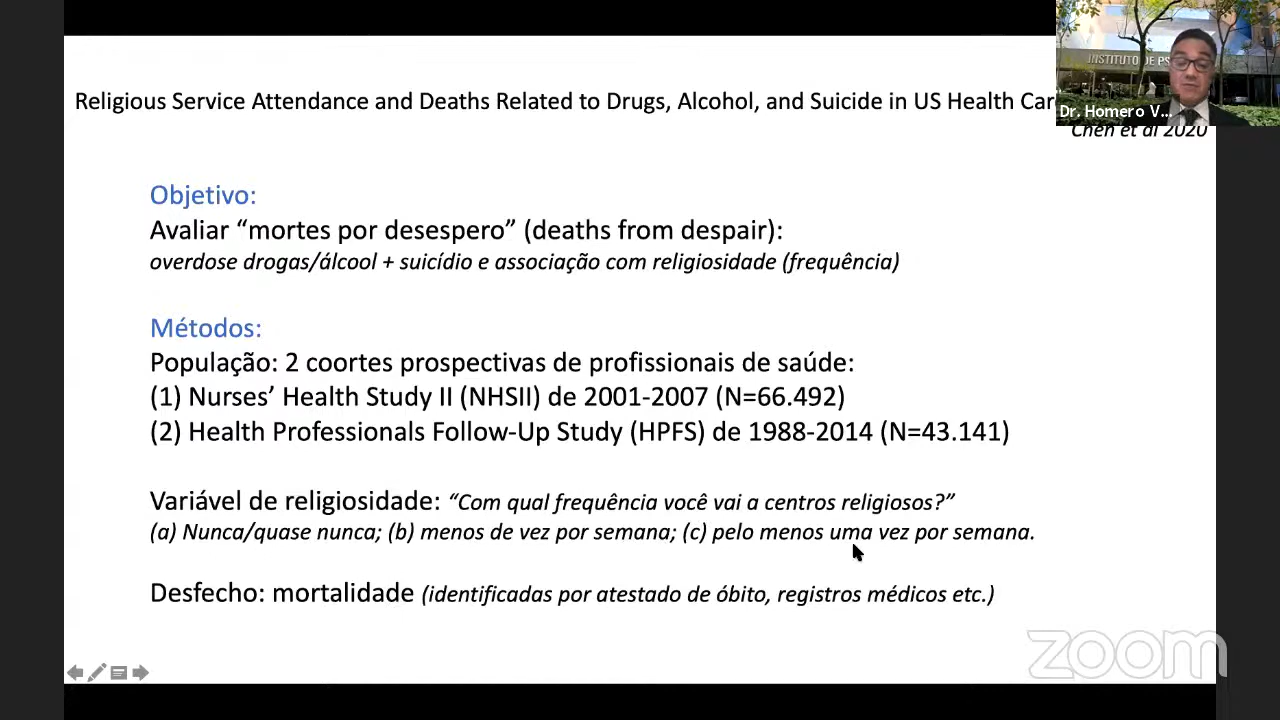 Religious Service Attendance and Deaths Related to Drugs, Alcohol, and Suicide in US Health Car
Chen et al 2020
INSTITUTO DE PS
Dr. Homero V...
Objetivo:
Avaliar “mortes por desespero” (deaths from despair):
overdose drogas/álcool + suicídio e associação com religiosidade (frequência)
Métodos:
População: 2 coortes prospectivas de profissionais de saúde:
(1) Nurses’ Health Study II (NHSII) de 2001-2007 (N=66.492)
(2) Health Professionals Follow-Up Study (HPFS) de 1988-2014 (N=43.141)
Variável de religiosidade: “Com qual frequência você vai a centros religiosos?”
(a) Nunca/quase nunca; (b) menos de vez por semana; (c) pelo menos uma vez por semana.
Desfecho: mortalidade (identificadas por atestado de óbito, registros médicos etc.)
zoom